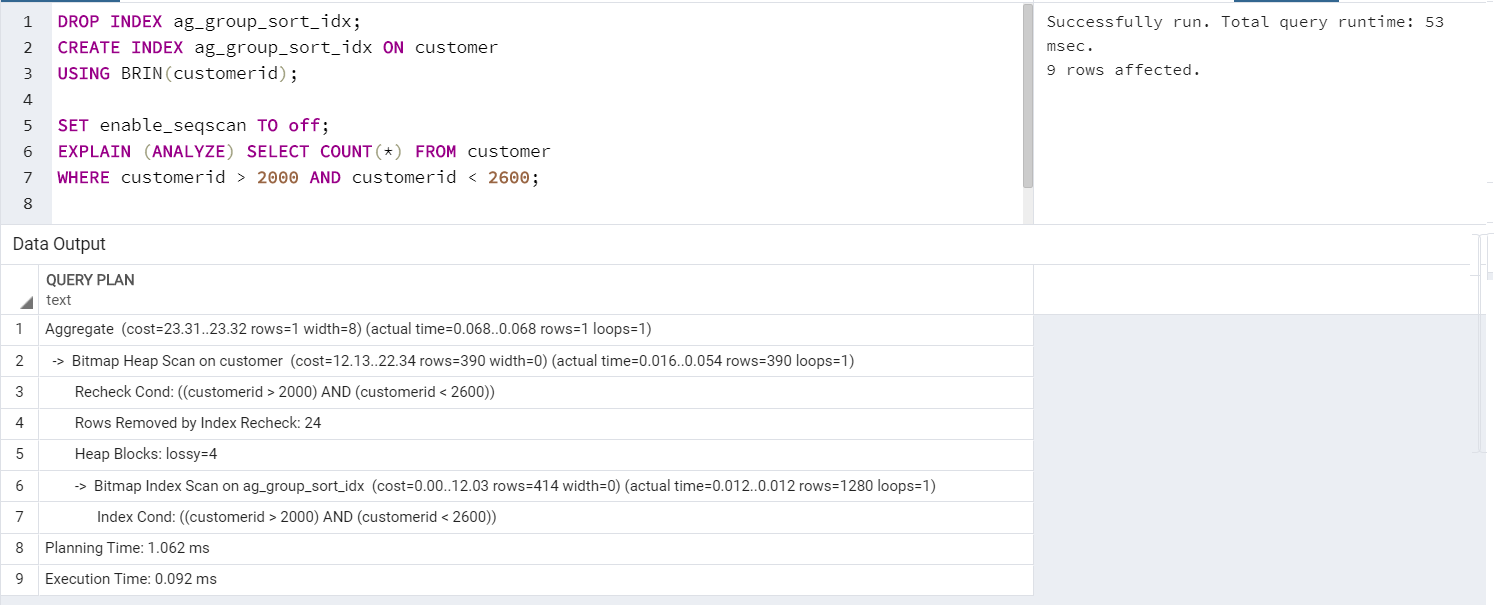 1 DROP INDEX ag_group_sort_idx;
2 CREATE INDEX ag_group_sort_idx ON customer
3 USING BRIN(customerid);
4
5 SET enable_seqscan TO off;
6 EXPLAIN (ANALYZE) SELECT COUNT(*) FROM customer
7 WHERE customerid > 2000 AND customerid < 2600;
8
Successfully run. Total query runtime: 53
msec.
9 rows affected.
Data Output
QUERY PLAN
text
1 Aggregate (cost=23.31..23.32 rows=1 width=8) (actual time=0.068..0.068 rows=1 loops=1)
2 -> Bitmap Heap Scan on customer (cost=12.13..22.34 rows=390 width=0) (actual time=0.016..0.054 rows=390 loops=1)
3 Recheck Cond: ((customerid > 2000) AND (customerid < 2600))
4 Rows Removed by Index Recheck: 24
5 Heap Blocks: lossy=4
6 -> Bitmap Index Scan on ag_group_sort_idx (cost=0.00..12.03 rows=414 width=0) (actual time=0.012..0.012 rows=1280 loops=1)
7 Index Cond: ((customerid > 2000) AND (customerid < 2600))
8 Planning Time: 1.062 ms
9 Execution Time: 0.092 ms